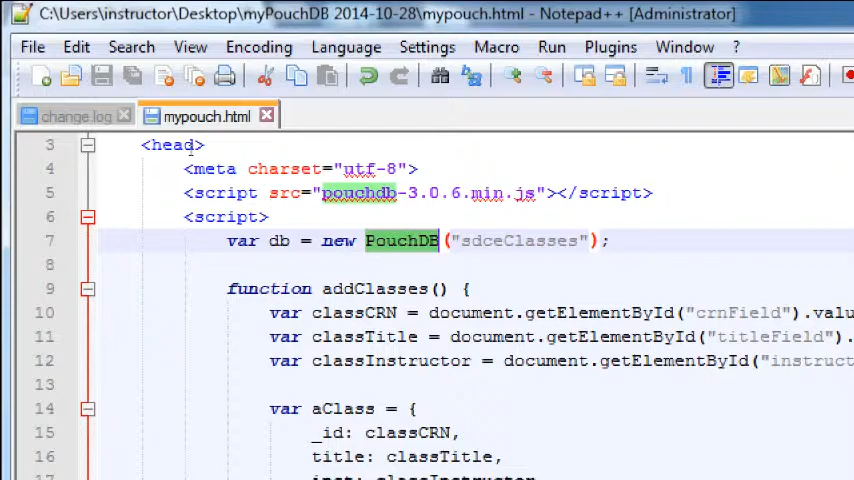 C:\Users\instructor\Desktop\myPouchDB 2014-10-28\mypouch.html - Notepad++ [Administrator]
File Edit Search View Encoding Language Settings Macro Run Plugins Window ?
change.log mypouch.html
3 <head>
4 <meta charset="utf-8">
5 <script src="pouchdb-3.0.6.min.js"></script>
6 <script>
7 var db = new PouchDB("sdceClasses");
8
9 function addClasses() {
10 var classCRN = document.getElementById("crnField").valu
11 var classTitle = document.getElementById("titleField").
12 var classInstructor = document.getElementById("instruct
13
14 var aClass = {
15 _id: classCRN,
16 title: classTitle,
17 inst: classInstructor